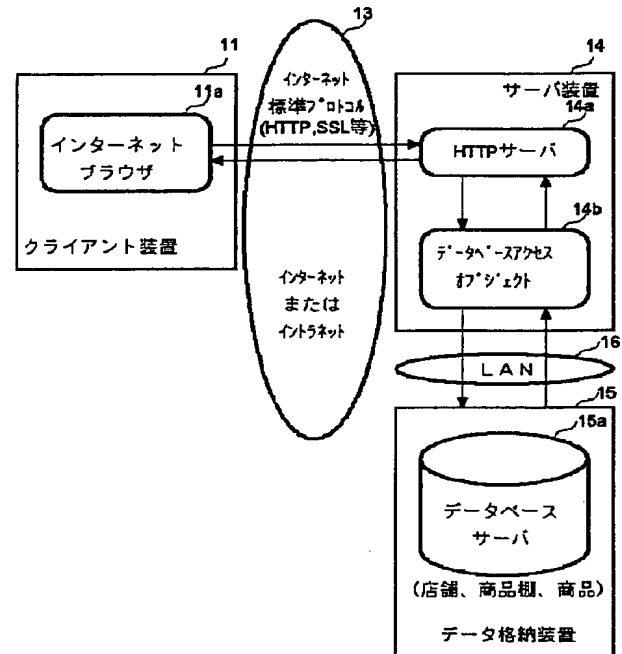 13
11
11a
インターネット
ブラウザ
クライアント装置
インターネット
標準プロトコル
(HTTP,SSL等)
インターネット
または
イントラネット
14
サーバ装置
14a
HTTPサーバ
14b
データベースアクセス
オブジェクト
16
LAN
15
15a
データベース
サーバ
(店舗、商品棚、商品)
データ格納装置